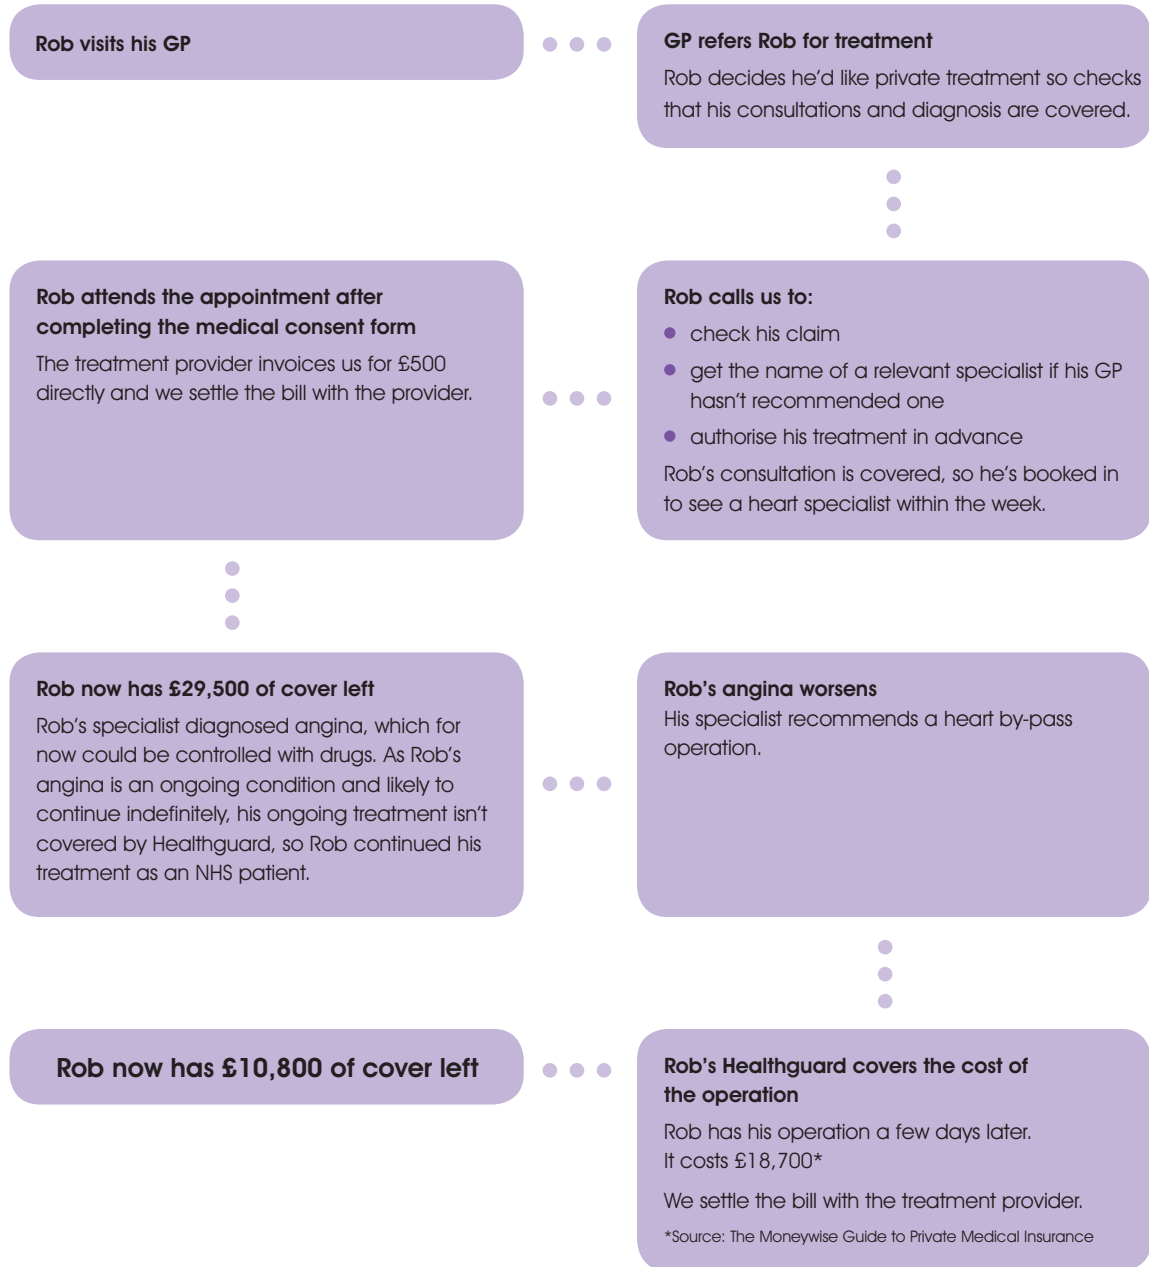 Rob visits his GP
GP refers Rob for treatment
Rob decides he'd like private treatment so checks
that his consultations and diagnosis are covered.
Rob calls us to:
● check his claim
● get the name of a relevant specialist if his GP
hasn't recommended one
● authorise his treatment in advance
Rob's consultation is covered, so he's booked in
to see a heart specialist within the week.
Rob attends the appointment after
completing the medical consent form
The treatment provider invoices us for £500
directly and we settle the bill with the provider.
Rob now has £29,500 of cover left
Rob's specialist diagnosed angina, which for
now could be controlled with drugs. As Rob's
angina is an ongoing condition and likely to
continue indefinitely, his ongoing treatment isn't
covered by Healthguard, so Rob continued his
treatment as an NHS patient.
Rob's angina worsens
His specialist recommends a heart by-pass
operation.
Rob's Healthguard covers the cost of
the operation
Rob has his operation a few days later.
It costs £18,700*
We settle the bill with the treatment provider.
*Source: The Moneywise Guide to Private Medical Insurance
Rob now has £10,800 of cover left